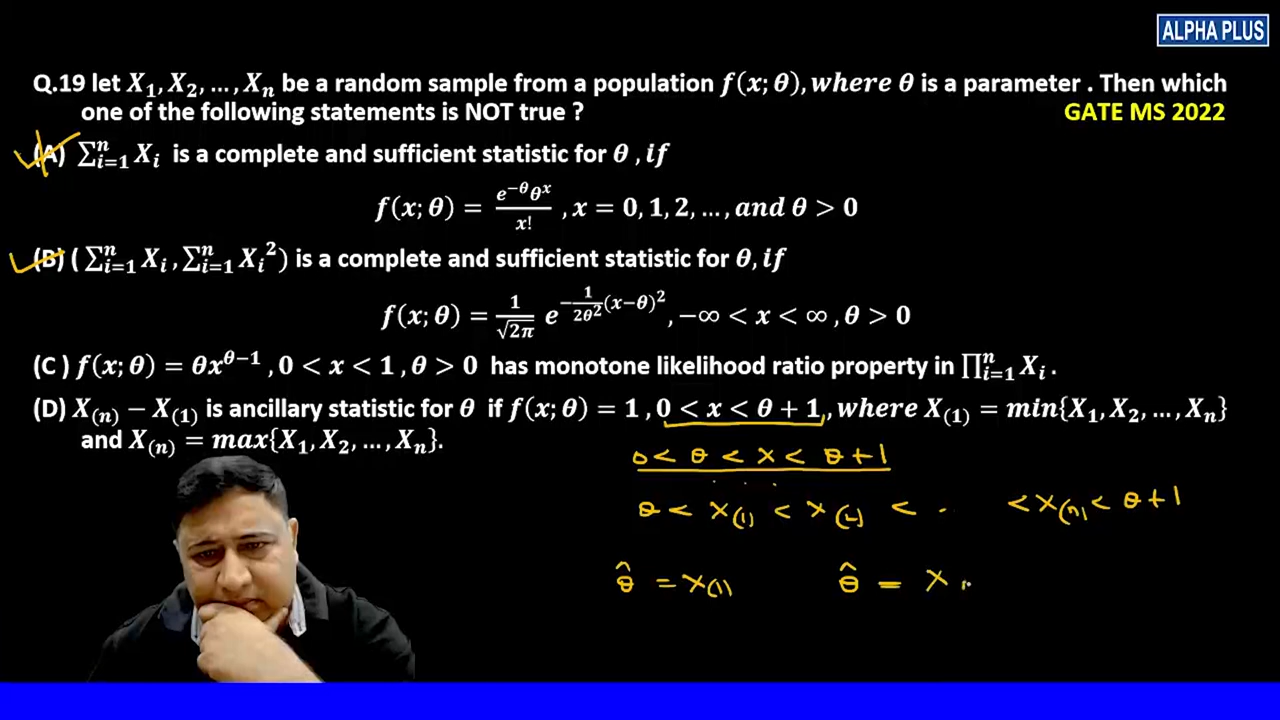 ALPHA PLUS
Q.19 let X₁, X₂, …, Xₙ be a random sample from a population f(x; θ), where θ is a parameter . Then which
one of the following statements is NOT true ?
GATE MS 2022
(A) ∑ᵢ₌₁ⁿ Xᵢ is a complete and sufficient statistic for θ , if
f(x; θ) = e^{-θ}θ^x / x! , x = 0, 1, 2, …, and θ > 0
(B) ( ∑ᵢ₌₁ⁿ Xᵢ , ∑ᵢ₌₁ⁿ Xᵢ² ) is a complete and sufficient statistic for θ, if
f(x; θ) = 1/√2π e^{-1/2θ² (x−θ)²} , −∞ < x < ∞ , θ > 0
(C ) f(x; θ) = θx^{θ−1} , 0 < x < 1 , θ > 0 has monotone likelihood ratio property in ∏ᵢ₌₁ⁿ Xᵢ .
(D) X₍ₙ₎ − X₍₁₎ is ancillary statistic for θ if f(x; θ) = 1 , 0 < x < θ + 1 , , where X₍₁₎ = min{X₁, X₂, …, Xₙ}
and X₍ₙ₎ = max{X₁, X₂, …, Xₙ}.
0 < θ < x < θ + 1
θ < x₍₁₎ < x₍₂₎ < .. < x₍ₙ₎ < θ + 1
θ̂ = x₍₁₎ θ̂ = x